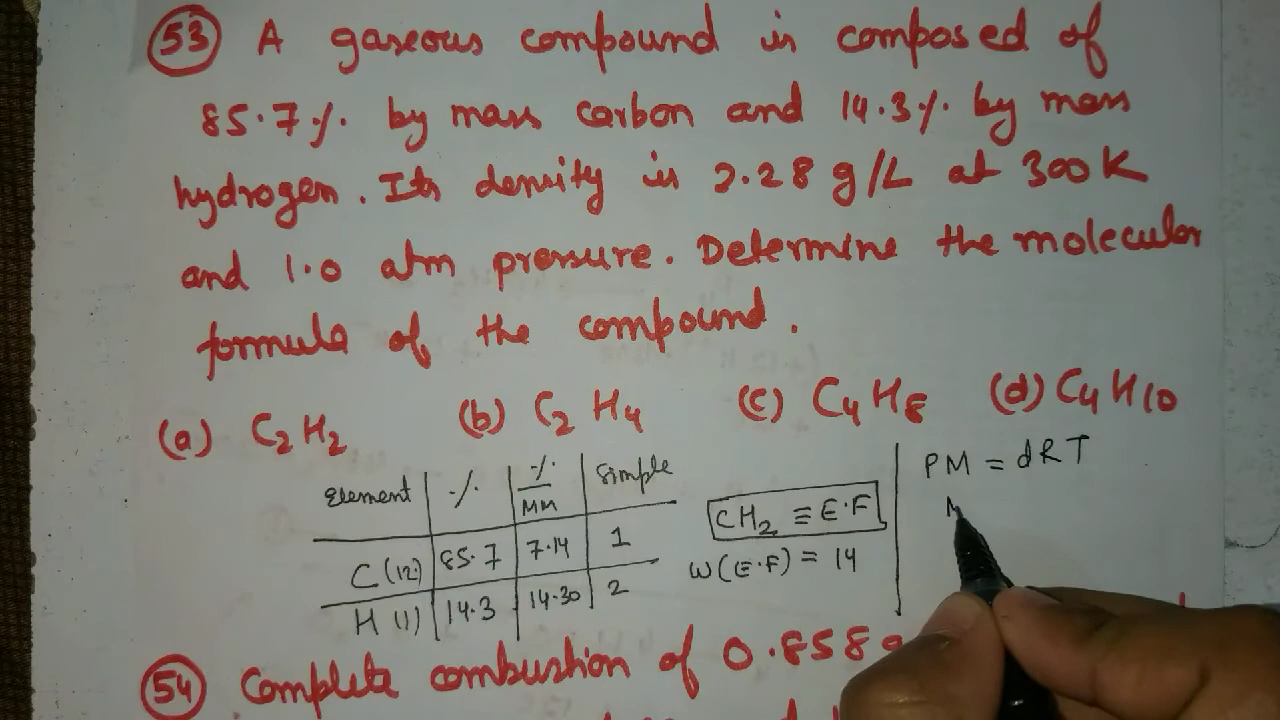 53 A gaseous compound is composed of
85.7% by mass carbon and 14.3% by mass
hydrogen. Its density is 2.28 g/L at 300 K
and 1.0 atm pressure. Determine the molecular
formula of the compound.
(a) C2H2 (b) C2H4 (c) C4H8 (d) C4H10
Element % %/MM Simple
C (12) 85.7 7.14 1
H (1) 14.3 14.30 2
CH2 ≡ E.F
W(E.F) = 14
PM = dRT
54 Complete combustion of 0.858 g